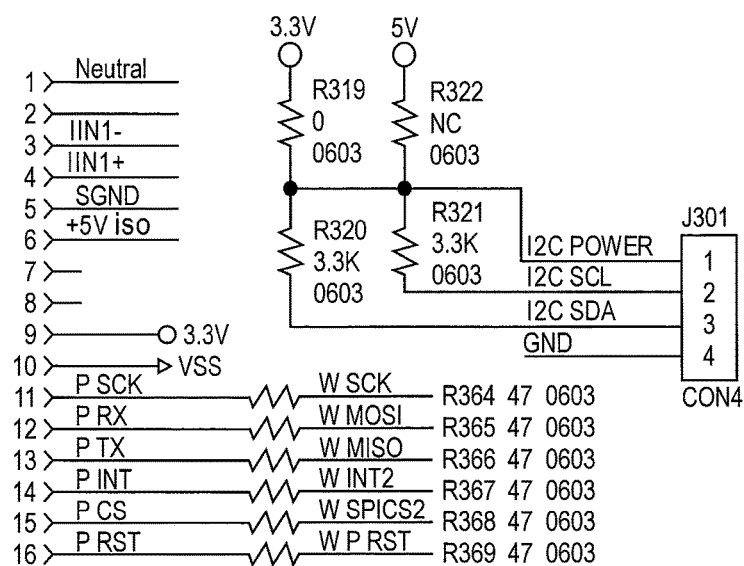 3.3V
5V
R319
0
0603
R322
NC
0603
1 Neutral
2
3 IIN1-
4 IIN1+
5 SGND
6 +5V iso
7
8
9 3.3V
10 VSS
R320
3.3K
0603
R321
3.3K
0603
J301
I2C POWER 1
I2C SCL 2
I2C SDA 3
GND 4
CON4
11 P SCK W SCK R364 47 0603
12 P RX W MOSI R365 47 0603
13 P TX W MISO R366 47 0603
14 P INT W INT2 R367 47 0603
15 P CS W SPICS2 R368 47 0603
16 P RST W P RST R369 47 0603